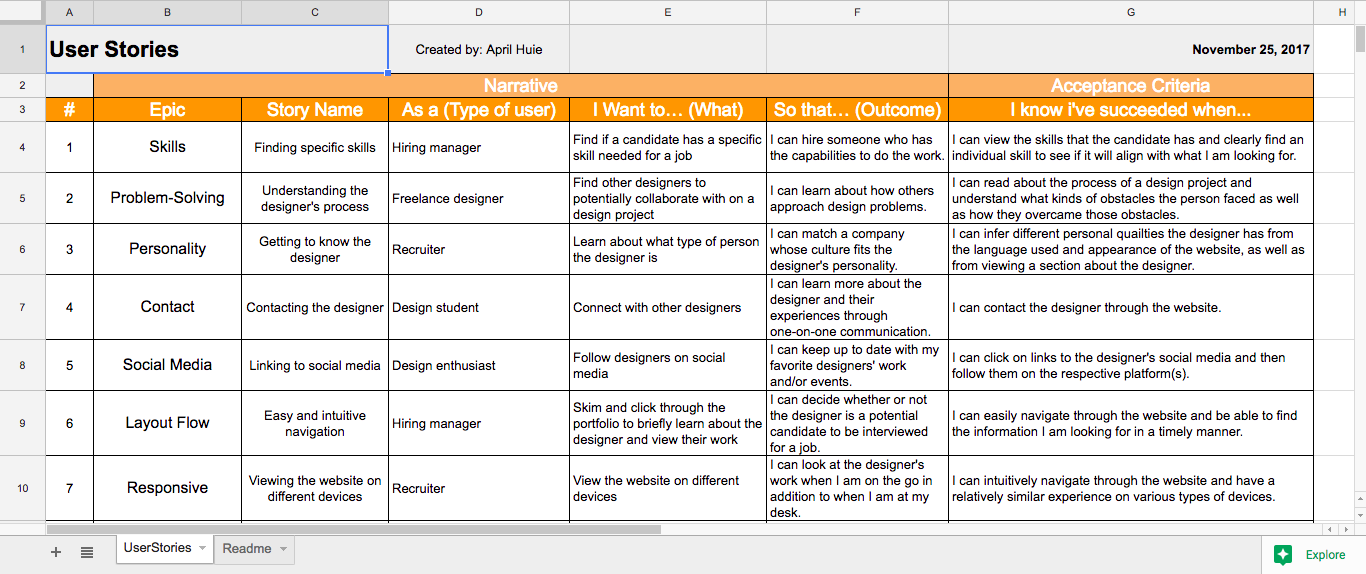 A B C D E F G H
1 User Stories Created by: April Huie November 25, 2017
2 Narrative Acceptance Criteria
3 # Epic Story Name As a (Type of user) I Want to... (What) So that... (Outcome) I know i've succeeded when...
4 1 Skills Finding specific skills Hiring manager
Find if a candidate has a specific
skill needed for a job
I can hire someone who has
the capabilities to do the work.
I can view the skills that the candidate has and clearly find an
individual skill to see if it will align with what I am looking for.
5 2 Problem-Solving
Understanding the
designer's process
Freelance designer
Find other designers to
potentially collaborate with on a
design project
I can learn about how others
approach design problems.
I can read about the process of a design project and
understand what kinds of obstacles the person faced as well
as how they overcame those obstacles.
6 3 Personality
Getting to know the
designer
Recruiter
Learn about what type of person
the designer is
I can match a company
whose culture fits the
designer's personality.
I can infer different personal quailties the designer has from
the language used and appearance of the website, as well as
from viewing a section about the designer.
7 4 Contact Contacting the designer Design student Connect with other designers
I can learn more about the
designer and their
experiences through
one-on-one communication.
I can contact the designer through the website.
8 5 Social Media Linking to social media Design enthusiast
Follow designers on social
media
I can keep up to date with my
favorite designers' work
and/or events.
I can click on links to the designer's social media and then
follow them on the respective platform(s).
9 6 Layout Flow
Easy and intuitive
navigation
Hiring manager
Skim and click through the
portfolio to briefly learn about the
designer and view their work
I can decide whether or not
the designer is a potential
candidate to be interviewed
for a job.
I can easily navigate through the website and be able to find
the information I am looking for in a timely manner.
10 7 Responsive
Viewing the website on
different devices
Recruiter
View the website on different
devices
I can look at the designer's
work when I am on the go in
addition to when I am at my
desk.
I can intuitively navigate through the website and have a
relatively similar experience on various types of devices.
UserStories Readme Explore